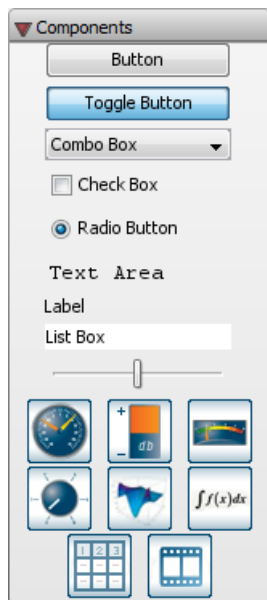 Components
Button
Toggle Button
Combo Box
Check Box
Radio Button
Text Area
Label
List Box
+
− db
∫f(x)dx
1 2 3